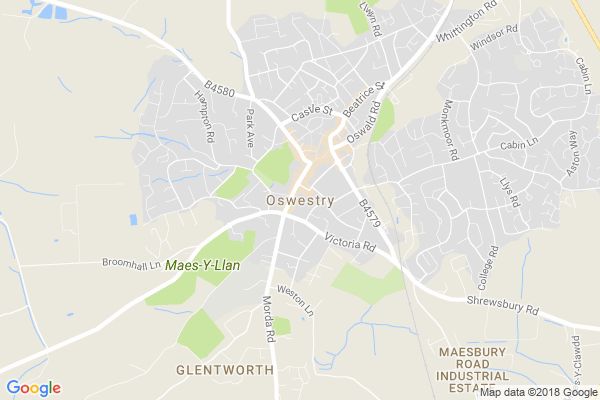 Llwyn Rd
Whittington Rd
Windsor Rd
Cabin Ln
B4580
Hampron Rd
Park Ave
Castle St
Beatrice S
Oswald Rd
Monkmoor Rd
Cabin Ln
Aston Way
Llys Rd
Oswestry
B4579
Victoria Rd
Broomhall Ln
Maes-Y-Llan
College Rd
Weston Ln
Morda Rd
Shrewsbury Rd
GLENTWORTH
MAESBURY
ROAD
INDUSTRIAL
ESTATE
s-Y-Clawdd
Google
Map data ©2018 Google